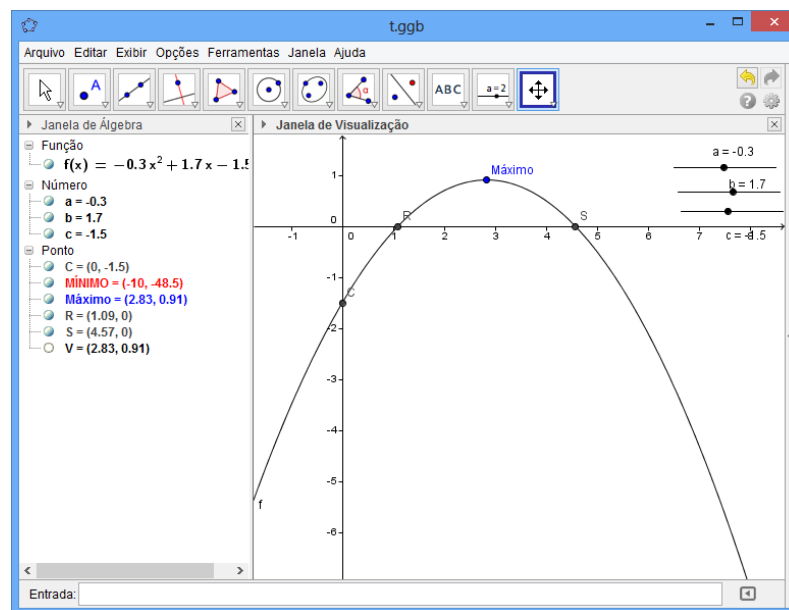 t.ggb
Arquivo Editar Exibir Opções Ferramentas Janela Ajuda
A
α
ABC
a=2
Janela de Álgebra
Função
f(x) = −0.3 x² + 1.7 x − 1.5
Número
a = -0.3
b = 1.7
c = -1.5
Ponto
C = (0, -1.5)
MÍNIMO = (-10, -48.5)
Máximo = (2.83, 0.91)
R = (1.09, 0)
S = (4.57, 0)
V = (2.83, 0.91)
Janela de Visualização
a = -0.3
b = 1.7
c = -1.5
Máximo
R
S
C
f
1
0
-1
-2
-3
-4
-5
-6
-1
0
1
2
3
4
5
6
7
Entrada: